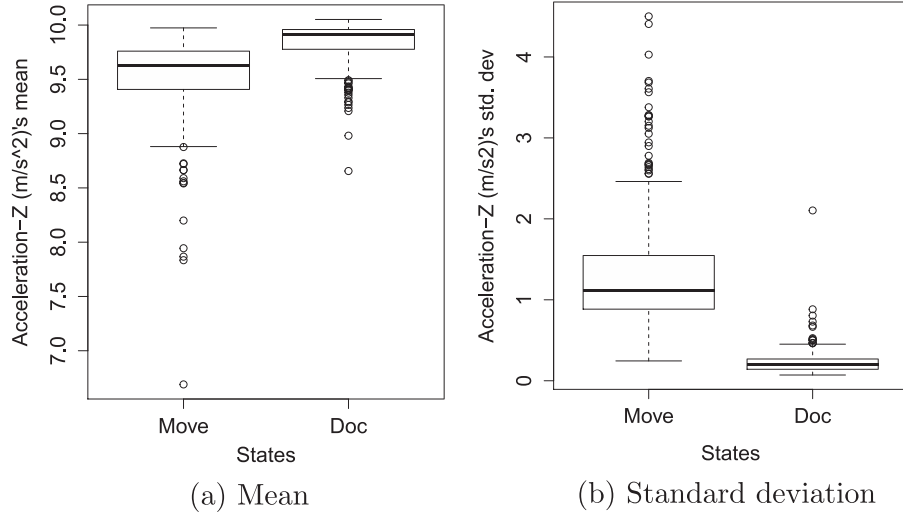 Acceleration−Z (m/s^2)'s mean
10.0
9.5
9.0
8.5
8.0
7.5
7.0
Move
Doc
States
(a) Mean
Acceleration−Z (m/s2)'s std. dev
4
3
2
1
0
Move
Doc
States
(b) Standard deviation